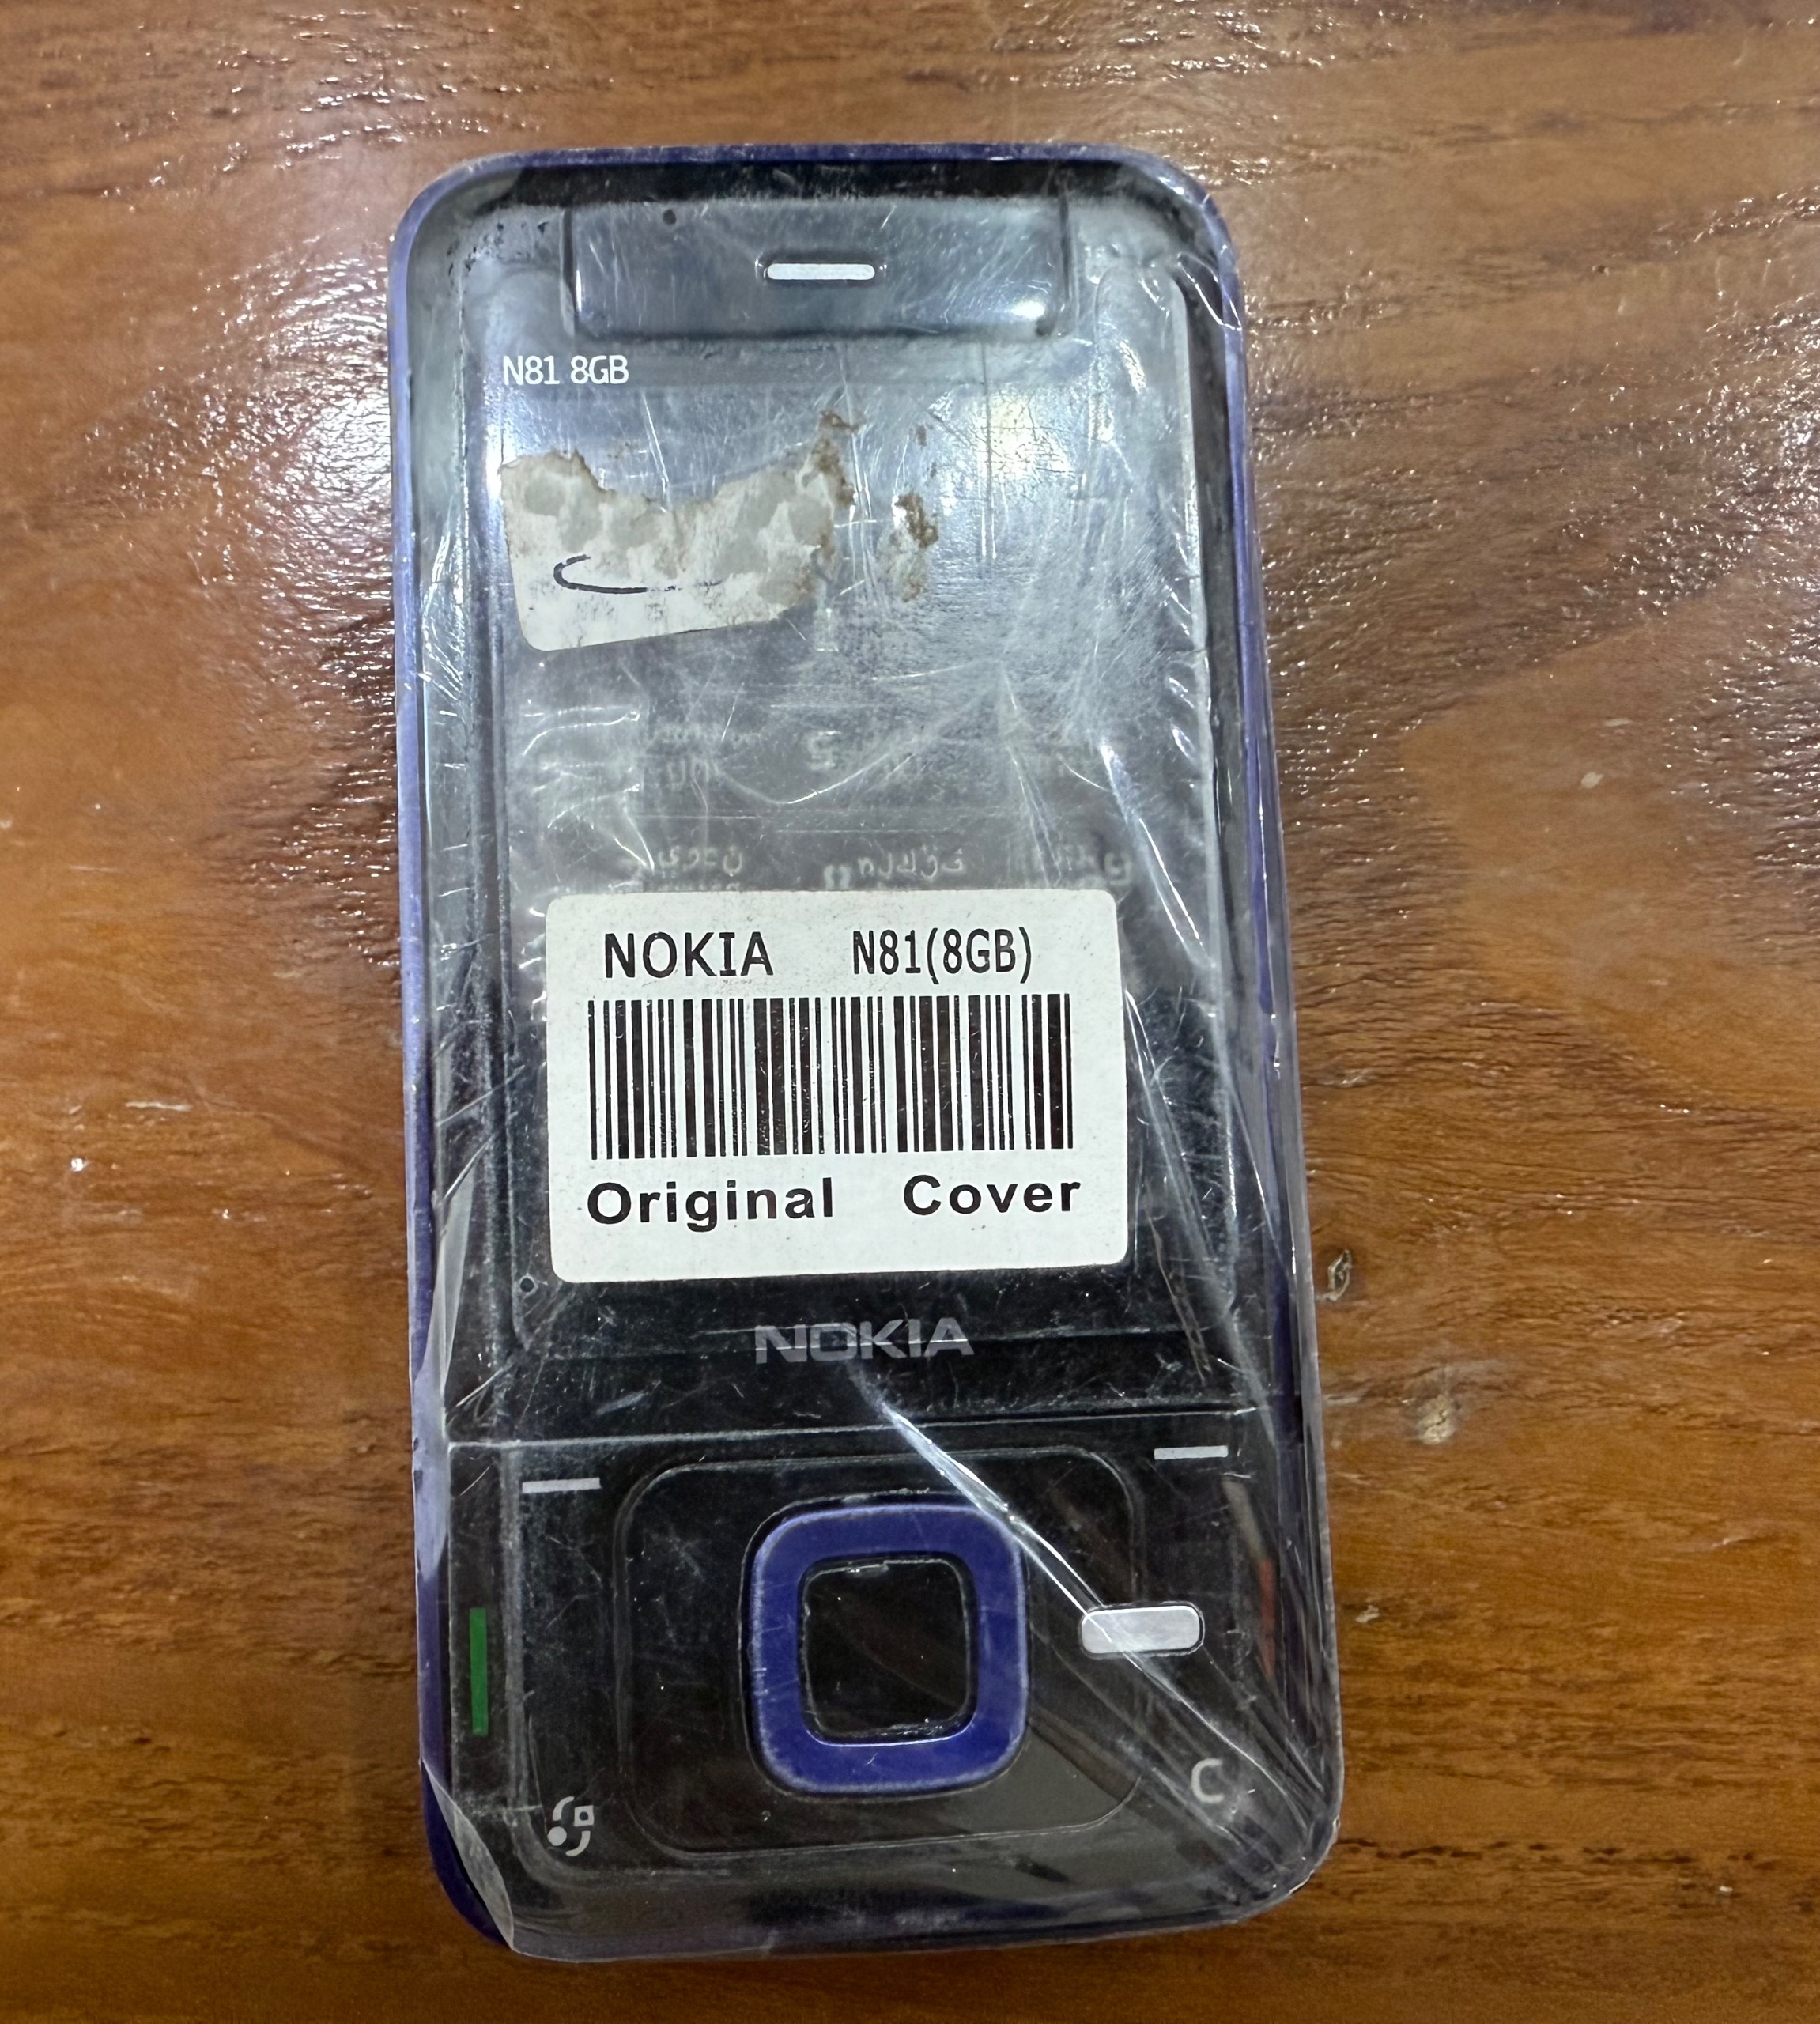 N81 8GB
NOKIA N81(8GB)
Original Cover
NOKIA
C